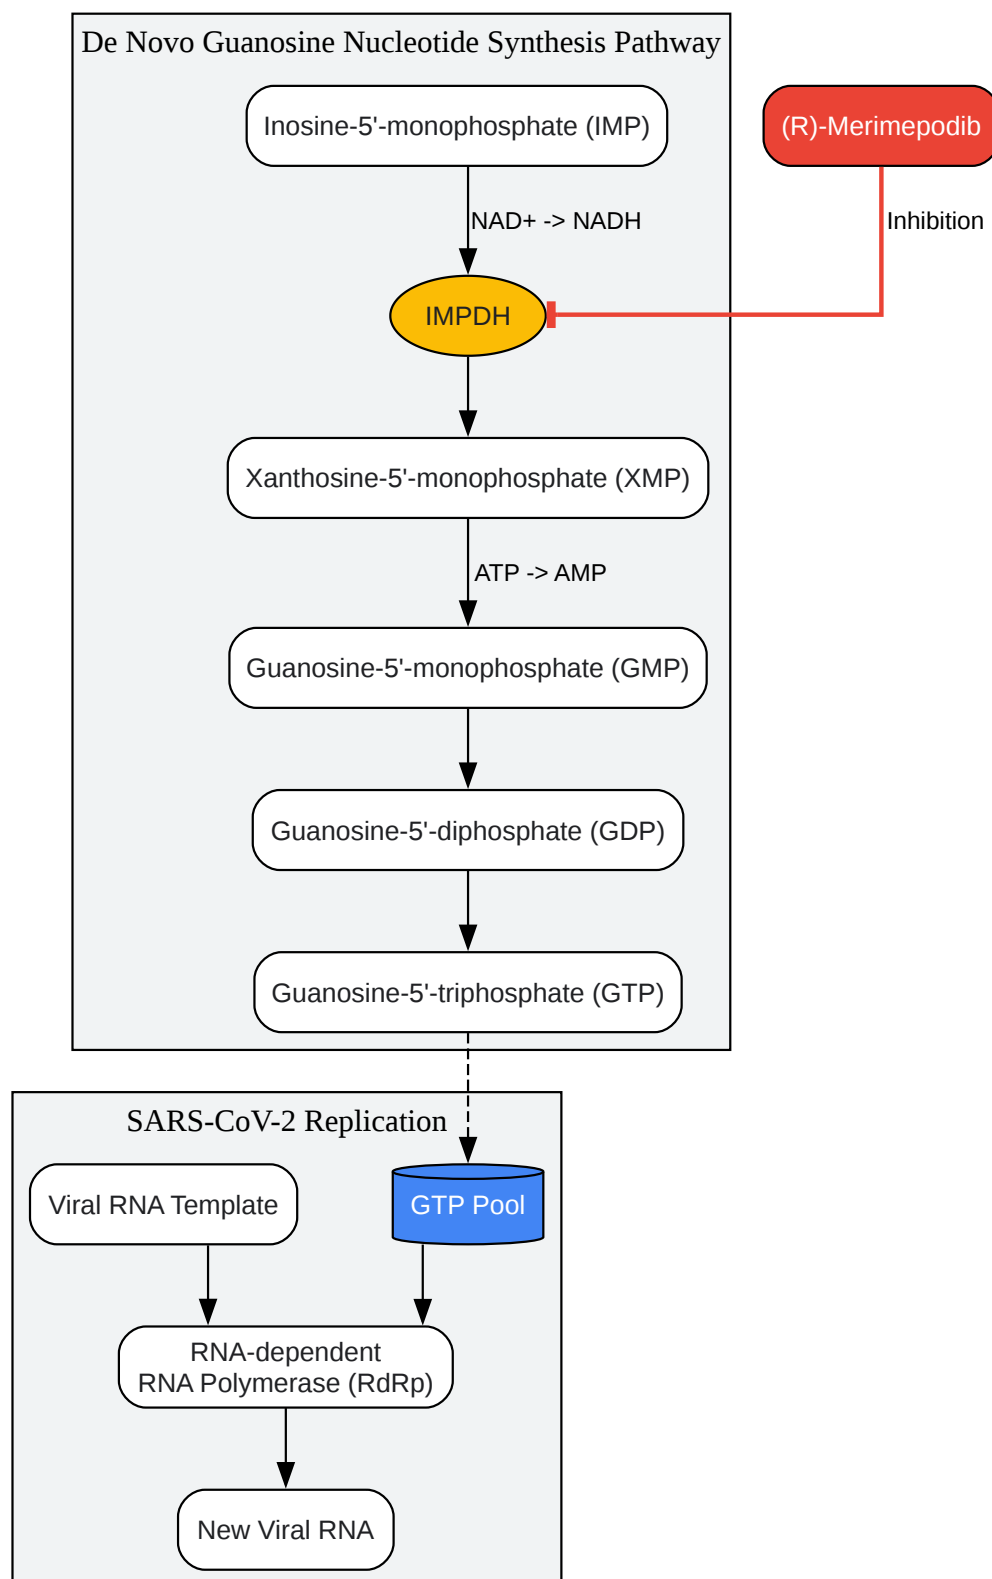 De Novo Guanosine Nucleotide Synthesis Pathway
Inosine-5'-monophosphate (IMP)
(R)-Merimepodib
NAD+ -> NADH
Inhibition
IMPDH
Xanthosine-5'-monophosphate (XMP)
ATP -> AMP
Guanosine-5'-monophosphate (GMP)
Guanosine-5'-diphosphate (GDP)
Guanosine-5'-triphosphate (GTP)
SARS-CoV-2 Replication
Viral RNA Template
GTP Pool
RNA-dependent
RNA Polymerase (RdRp)
New Viral RNA